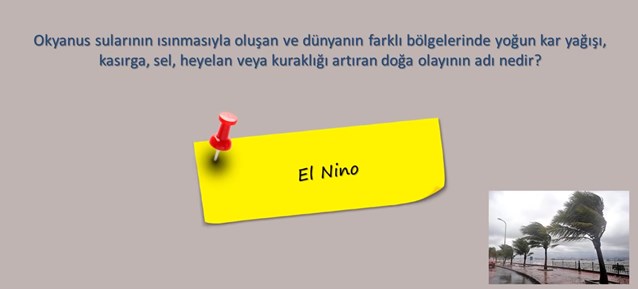 Okyanus sularının ısınmasıyla oluşan ve dünyanın farklı bölgelerinde yoğun kar yağışı,
kasırga, sel, heyelan veya kuraklığı artıran doğa olayının adı nedir?
El Nino